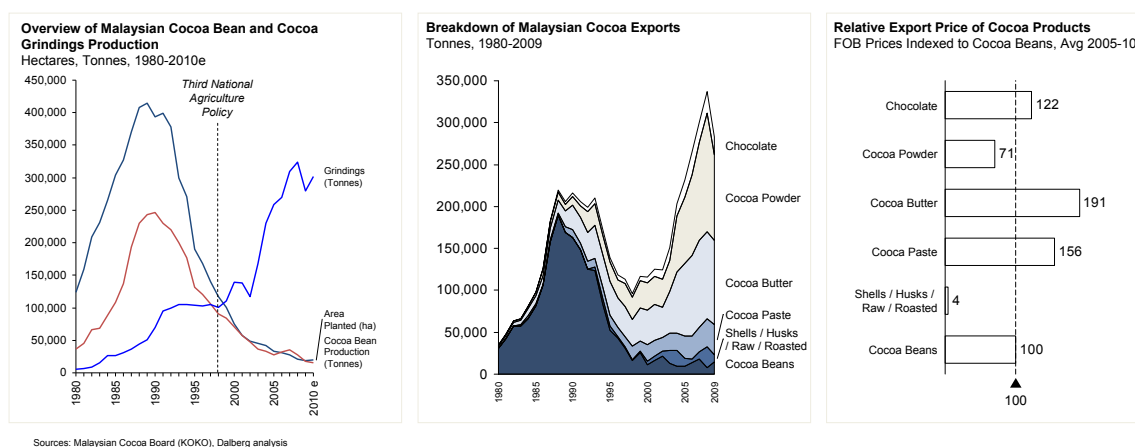 Overview of Malaysian Cocoa Bean and Cocoa
Grindings Production
Hectares, Tonnes, 1980-2010e
450,000
400,000
350,000
300,000
250,000
200,000
150,000
100,000
50,000
0
Third National
Agriculture
Policy
Grindings
(Tonnes)
Area
Planted (ha)
Cocoa Bean
Production
(Tonnes)
1980
1985
1990
1995
2000
2005
2010 e
Breakdown of Malaysian Cocoa Exports
Tonnes, 1980-2009
350,000
300,000
250,000
200,000
150,000
100,000
50,000
0
Chocolate
Cocoa Powder
Cocoa Butter
Cocoa Paste
Shells / Husks
/ Raw / Roasted
Cocoa Beans
1980
1985
1990
1995
2000
2005
2009
Relative Export Price of Cocoa Products
FOB Prices Indexed to Cocoa Beans, Avg 2005-10
Chocolate
122
Cocoa Powder
71
Cocoa Butter
191
Cooca Paste
156
Shells / Husks /
Raw / Roasted
4
Cocoa Beans
100
100
Sources: Malaysian Cocoa Board (KOKO), Dalberg analysis